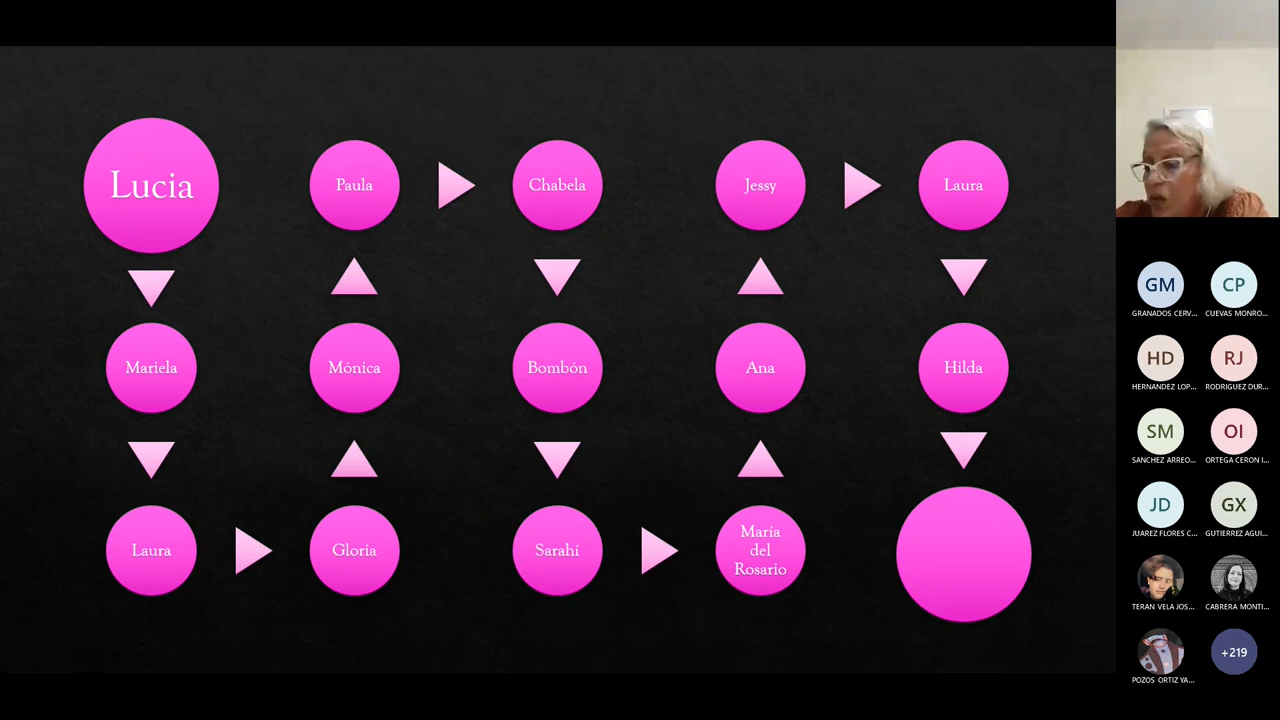 Lucia
Mariela
Laura
Gloria
Mónica
Paula
Chabela
Bombón
Sarahí
María
del
Rosario
Ana
Jessy
Laura
Hilda
GM
GRANADOS CERV...
CP
CUEVAS MONRO...
HD
HERNANDEZ LOP...
RJ
RODRIGUEZ DUR...
SM
SANCHEZ ARREO...
OI
ORTEGA CERON I...
JD
JUAREZ FLORES C...
GX
GUTIERREZ AGUI...
TERAN VELA JOS...
CABRERA MONTI...
POZOS ORTIZ YA...
+219